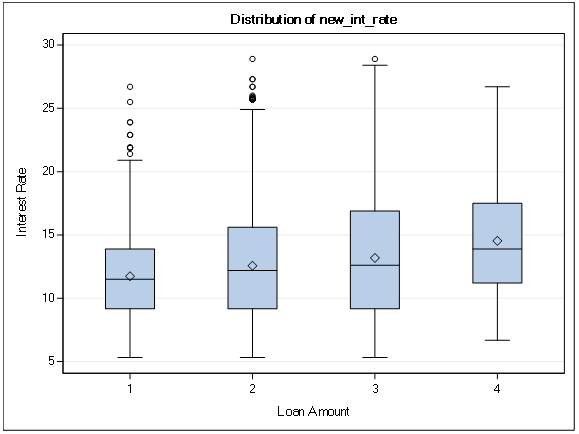 Distribution of new_int_rate
30
25
20
15
10
5
Interest Rate
1 2 3 4
Loan Amount